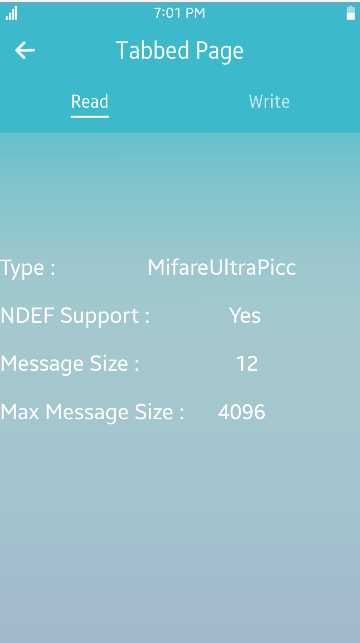 7:01 PM
Tabbed Page
Read Write
Type : MifareUltraPicc
NDEF Support : Yes
Message Size : 12
Max Message Size : 4096